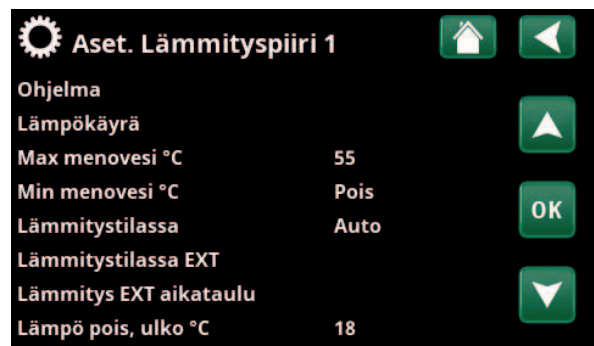 Aset. Lämmityspiiri 1
Ohjelma
Lämpökäyrä
Max menovesi °C 55
Min menovesi °C Pois
Lämmitystilassa Auto
OK
Lämmitystilassa EXT
Lämmitys EXT aikataulu
Lämpö pois, ulko °C 18